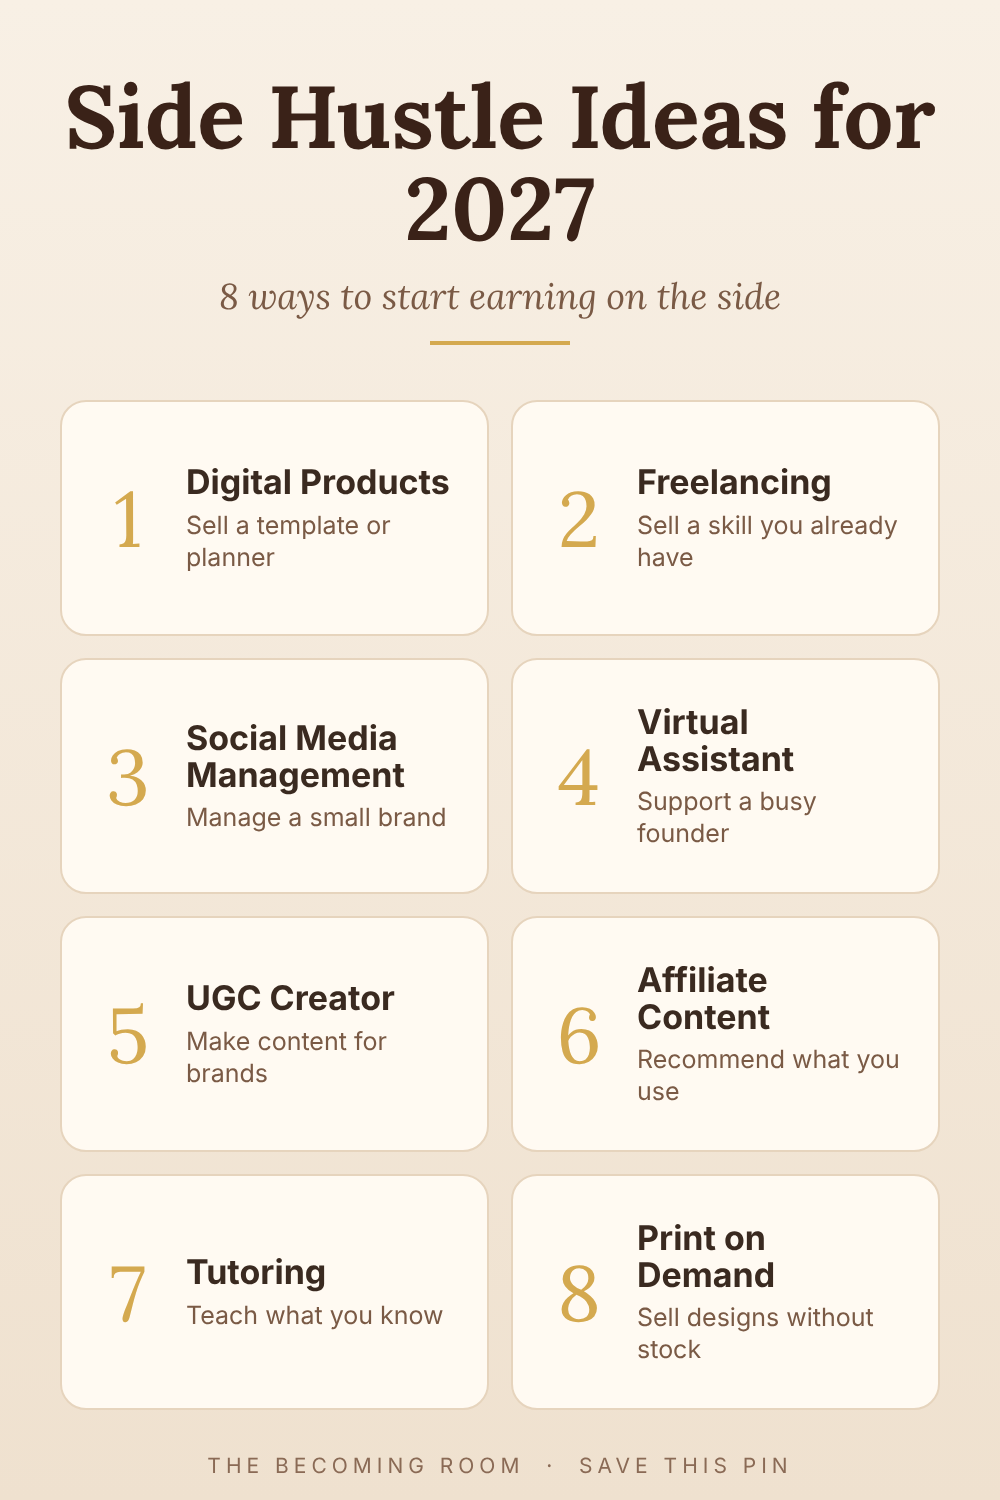 Side Hustle Ideas for
2027
8 ways to start earning on the side
1
Digital Products
Sell a template or
planner
2
Freelancing
Sell a skill you already
have
3
Social Media
Management
Manage a small brand
4
Virtual
Assistant
Support a busy
founder
5
UGC Creator
Make content for
brands
6
Affiliate
Content
Recommend what you
use
7
Tutoring
Teach what you know
8
Print on
Demand
Sell designs without
stock
THE BECOMING ROOM · SAVE THIS PIN